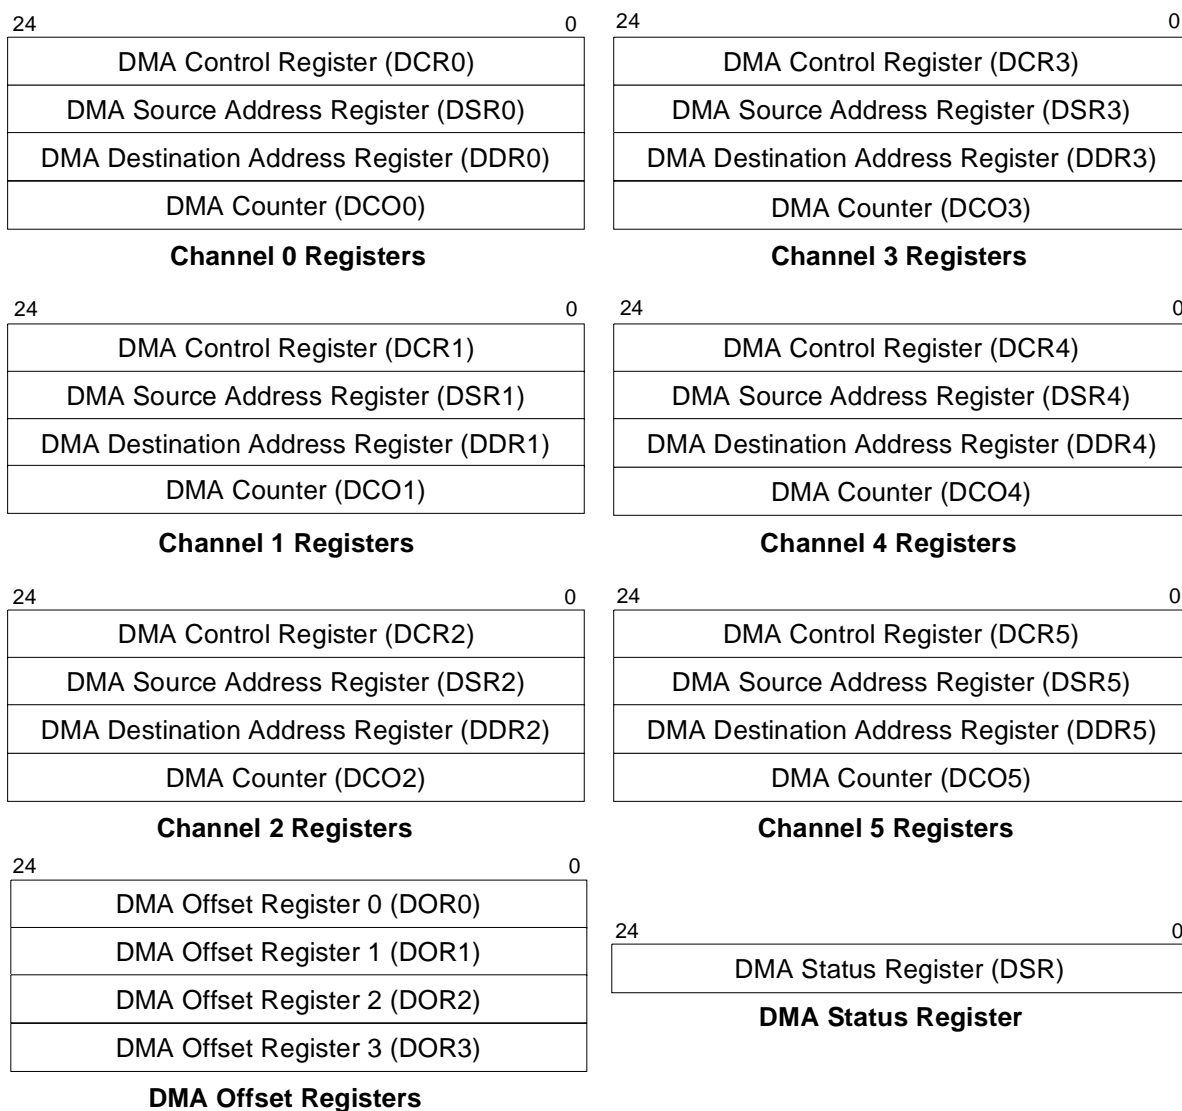 24 0
DMA Control Register (DCR0)
DMA Source Address Register (DSR0)
DMA Destination Address Register (DDR0)
DMA Counter (DCO0)
Channel 0 Registers
24 0
DMA Control Register (DCR3)
DMA Source Address Register (DSR3)
DMA Destination Address Register (DDR3)
DMA Counter (DCO3)
Channel 3 Registers
24 0
DMA Control Register (DCR1)
DMA Source Address Register (DSR1)
DMA Destination Address Register (DDR1)
DMA Counter (DCO1)
Channel 1 Registers
24 0
DMA Control Register (DCR4)
DMA Source Address Register (DSR4)
DMA Destination Address Register (DDR4)
DMA Counter (DCO4)
Channel 4 Registers
24 0
DMA Control Register (DCR2)
DMA Source Address Register (DSR2)
DMA Destination Address Register (DDR2)
DMA Counter (DCO2)
Channel 2 Registers
24 0
DMA Control Register (DCR5)
DMA Source Address Register (DSR5)
DMA Destination Address Register (DDR5)
DMA Counter (DCO5)
Channel 5 Registers
24 0
DMA Offset Register 0 (DOR0)
DMA Offset Register 1 (DOR1)
DMA Offset Register 2 (DOR2)
DMA Offset Register 3 (DOR3)
DMA Offset Registers
24 0
DMA Status Register (DSR)
DMA Status Register